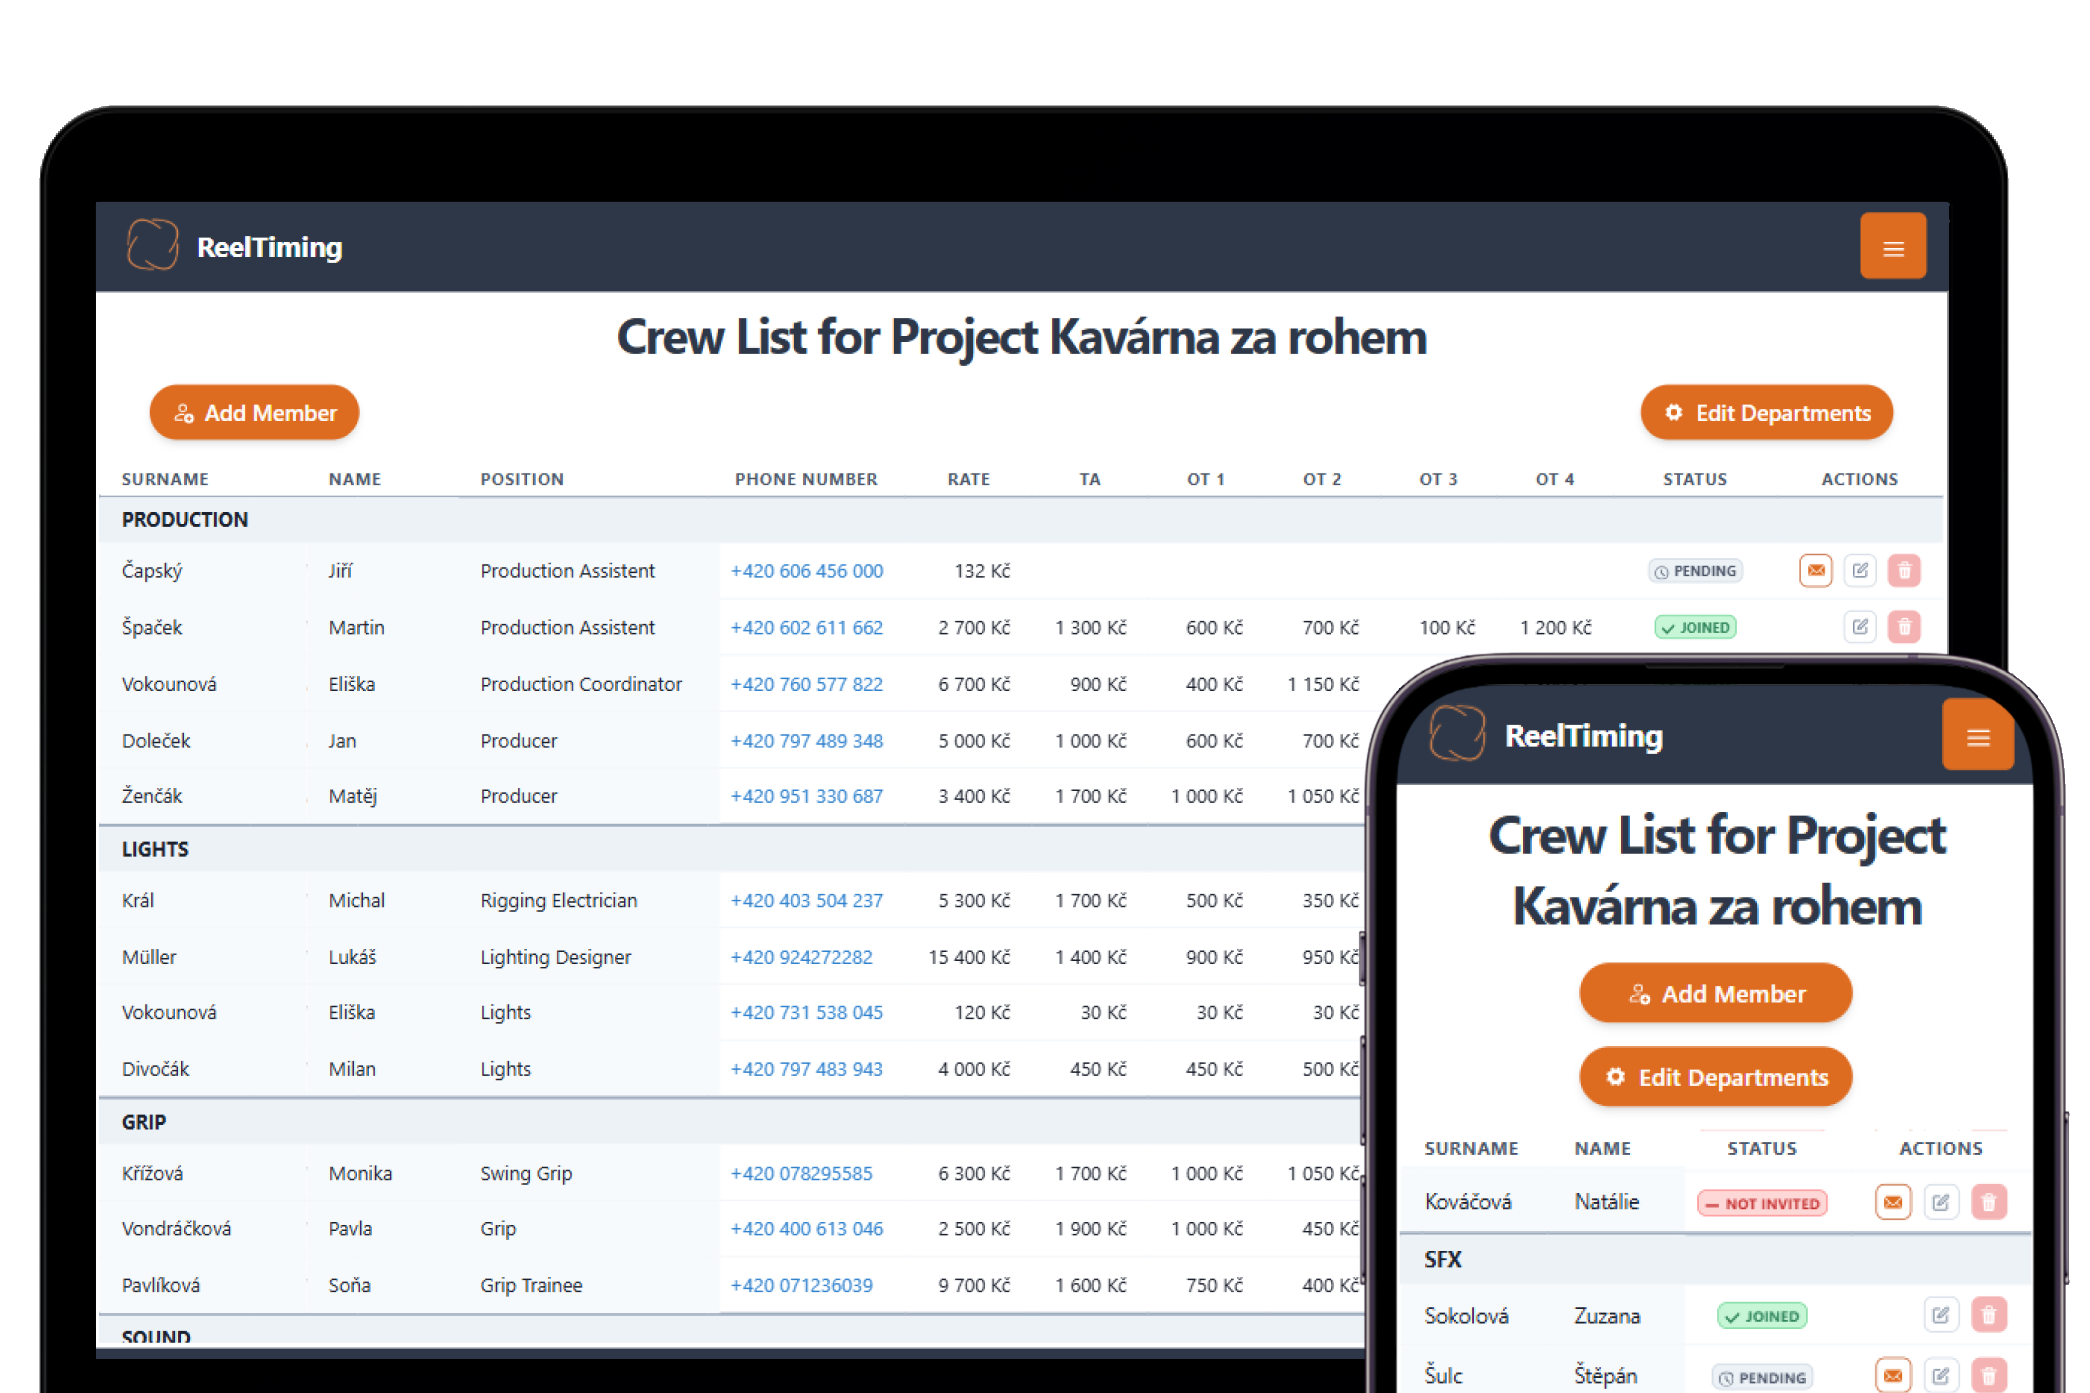 ReelTiming
Crew List for Project Kavárna za rohem
Add Member
Edit Departments
SURNAME NAME POSITION PHONE NUMBER RATE TA OT 1 OT 2 OT 3 OT 4 STATUS ACTIONS
PRODUCTION
Čapský Jiří Production Assistent +420 606 456 000 132 Kč PENDING
Špaček Martin Production Assistent +420 602 611 662 2 700 Kč 1 300 Kč 600 Kč 700 Kč 100 Kč 1 200 Kč JOINED
Vokounová Eliška Production Coordinator +420 760 577 822 6 700 Kč 900 Kč 400 Kč 1 150 Kč
Doleček Jan Producer +420 797 489 348 5 000 Kč 1 000 Kč 600 Kč 700 Kč
Ženčák Matěj Producer +420 951 330 687 3 400 Kč 1 700 Kč 1 000 Kč 1 050 Kč
LIGHTS
Král Michal Rigging Electrician +420 403 504 237 5 300 Kč 1 700 Kč 500 Kč 350 Kč
Müller Lukáš Lighting Designer +420 924272282 15 400 Kč 1 400 Kč 900 Kč 950 Kč
Vokounová Eliška Lights +420 731 538 045 120 Kč 30 Kč 30 Kč 30 Kč
Divočák Milan Lights +420 797 483 943 4 000 Kč 450 Kč 450 Kč 500 Kč
GRIP
Křížová Monika Swing Grip +420 078295585 6 300 Kč 1 700 Kč 1 000 Kč 1 050 Kč
Vondráčková Pavla Grip +420 400 613 046 2 500 Kč 1 900 Kč 1 000 Kč 450 Kč
Pavlíková Soňa Grip Trainee +420 071236039 9 700 Kč 1 600 Kč 750 Kč 400 Kč
SOUND
ReelTiming
Crew List for Project
Kavárna za rohem
Add Member
Edit Departments
SURNAME NAME STATUS ACTIONS
Kováčová Natálie NOT INVITED
SFX
Sokolová Zuzana JOINED
Šulc Štěpán PENDING